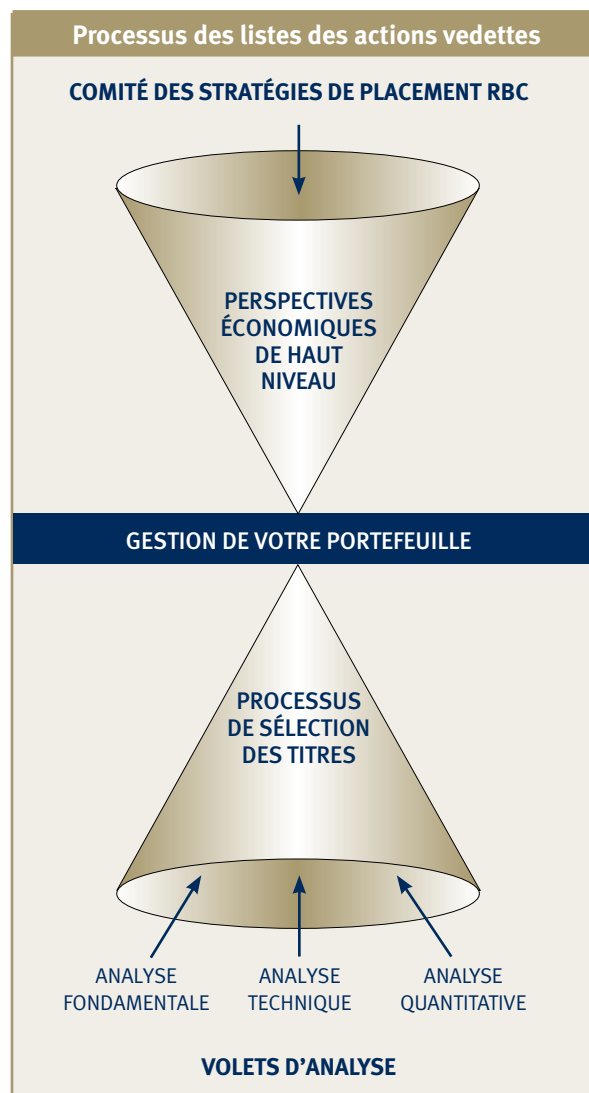 Processus des listes des actions vedettes
COMITÉ DES STRATÉGIES DE PLACEMENT RBC
PERSPECTIVES
ÉCONOMIQUES
DE HAUT
NIVEAU
GESTION DE VOTRE PORTEFEUILLE
PROCESSUS
DE SÉLECTION
DES TITRES
ANALYSE
FONDAMENTALE
ANALYSE
TECHNIQUE
ANALYSE
QUANTITATIVE
VOLETS D’ANALYSE